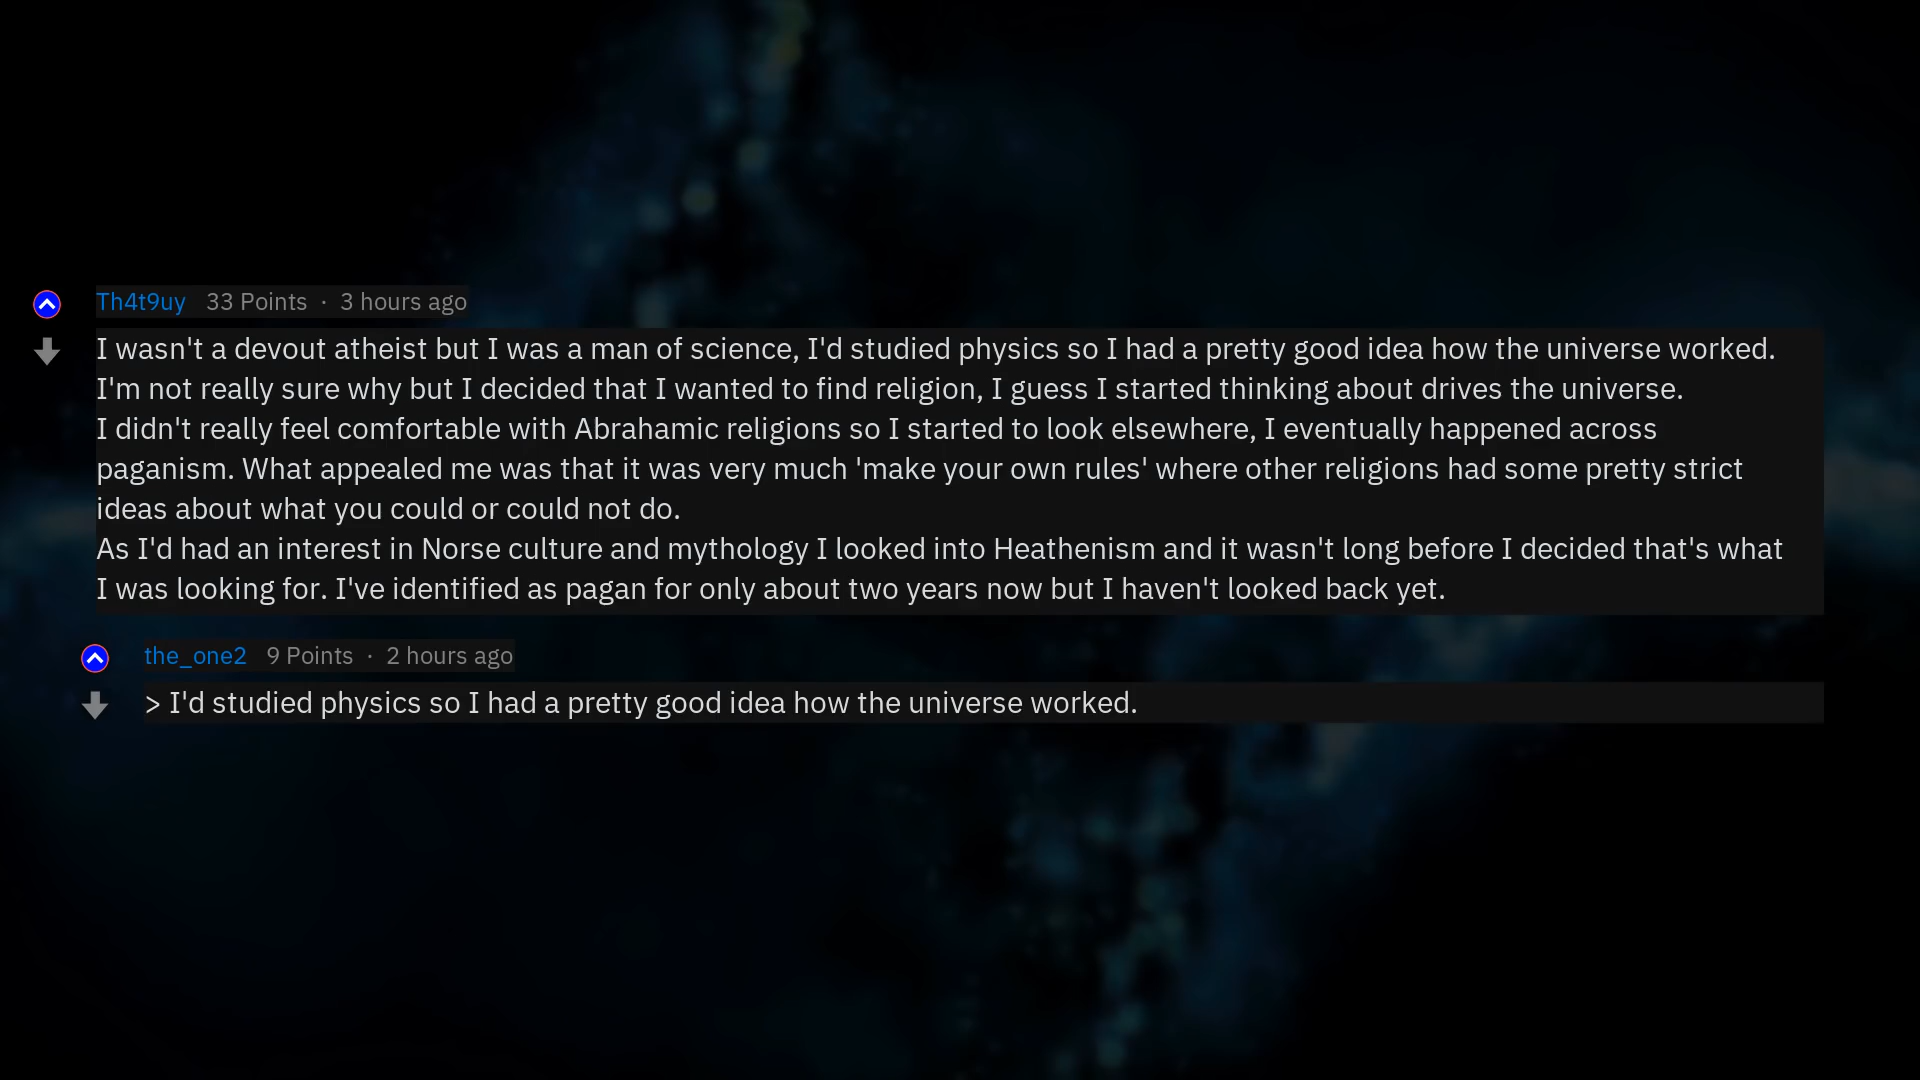 Th4t9uy 33 Points · 3 hours ago
I wasn't a devout atheist but I was a man of science, I'd studied physics so I had a pretty good idea how the universe worked.
I'm not really sure why but I decided that I wanted to find religion, I guess I started thinking about drives the universe.
I didn't really feel comfortable with Abrahamic religions so I started to look elsewhere, I eventually happened across
paganism. What appealed me was that it was very much 'make your own rules' where other religions had some pretty strict
ideas about what you could or could not do.
As I'd had an interest in Norse culture and mythology I looked into Heathenism and it wasn't long before I decided that's what
I was looking for. I've identified as pagan for only about two years now but I haven't looked back yet.
the_one2 9 Points · 2 hours ago
> I'd studied physics so I had a pretty good idea how the universe worked.